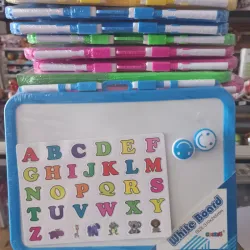 A B C D E F
G H I J K L M
N O P Q R S
T U V W X Y
Z
White Board